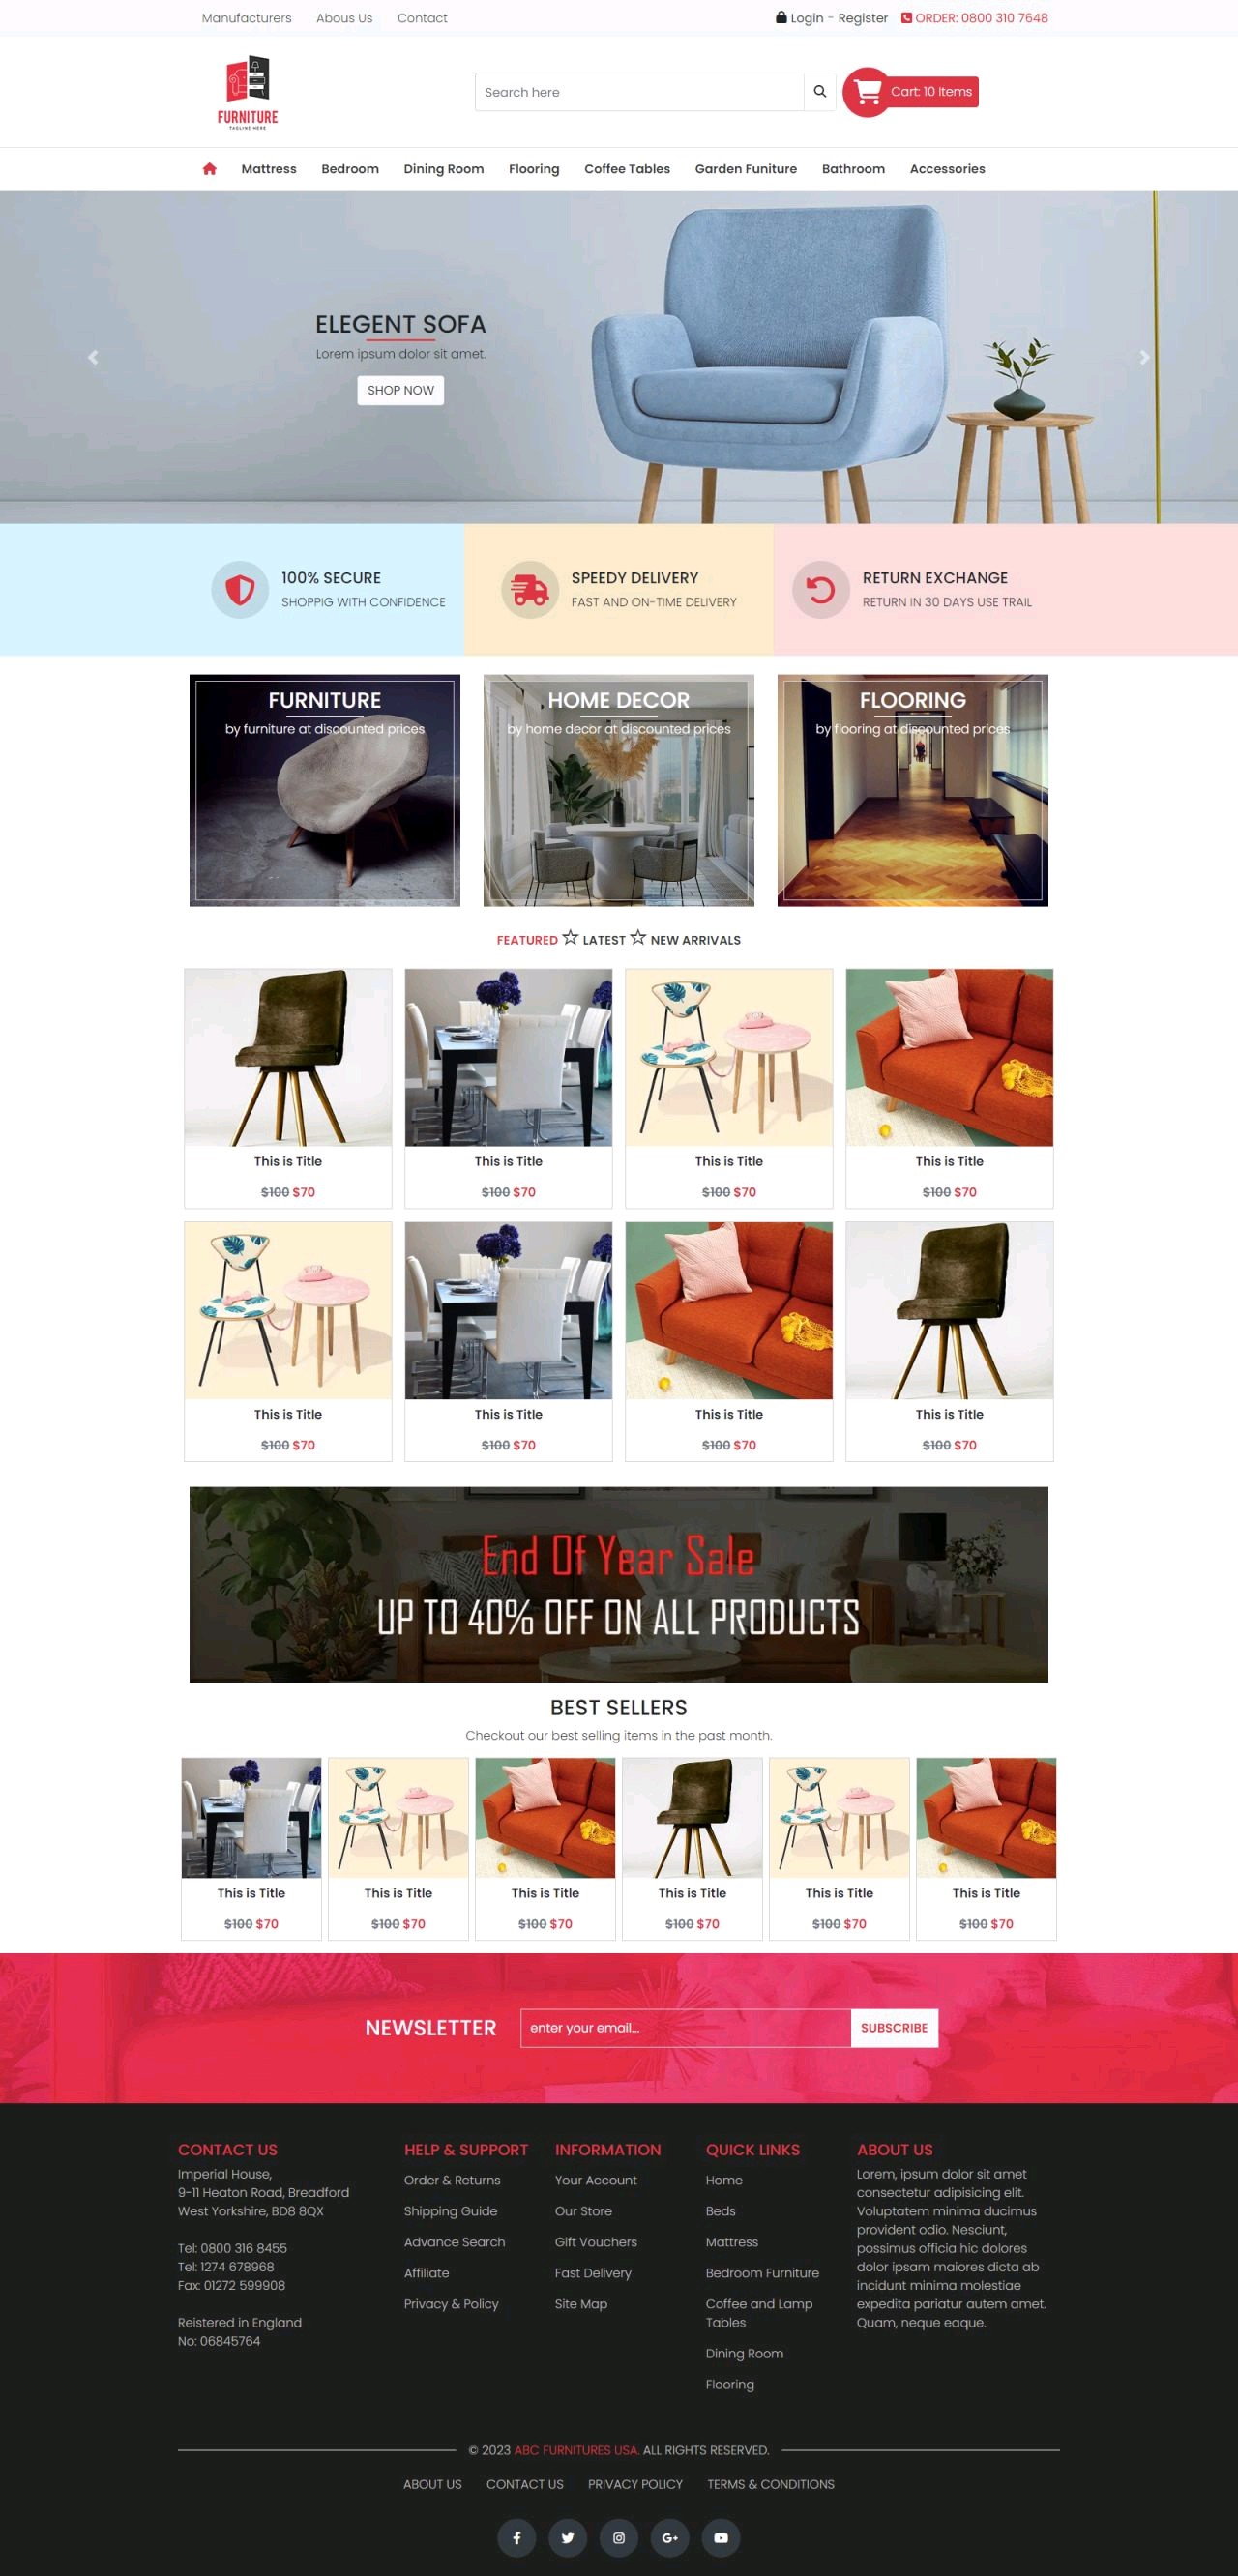 Manufacturers Abous Us Contact
Login - Register ORDER: 0800 310 7648
FURNITURE
TAGLINE HERE
Search here
Cart: 10 Items
Mattress Bedroom Dining Room Flooring Coffee Tables Garden Funiture Bathroom Accessories
ELEGENT SOFA
Lorem ipsum dolor sit amet.
SHOP NOW
100% SECURE
SHOPPIG WITH CONFIDENCE
SPEEDY DELIVERY
FAST AND ON-TIME DELIVERY
RETURN EXCHANGE
RETURN IN 30 DAYS USE TRAIL
FURNITURE
by furniture at discounted prices
HOME DECOR
by home decor at discounted prices
FLOORING
by flooring at discounted prices
FEATURED LATEST NEW ARRIVALS
This is Title
$100 $70
This is Title
$100 $70
This is Title
$100 $70
This is Title
$100 $70
This is Title
$100 $70
This is Title
$100 $70
This is Title
$100 $70
This is Title
$100 $70
End Of Year Sale
UP TO 40% OFF ON ALL PRODUCTS
BEST SELLERS
Checkout our best selling items in the past month.
This is Title
$100 $70
This is Title
$100 $70
This is Title
$100 $70
This is Title
$100 $70
This is Title
$100 $70
This is Title
$100 $70
NEWSLETTER
enter your email...
SUBSCRIBE
CONTACT US
Imperial House,
9-11 Heaton Road, Breadford
West Yorkshire, BD8 8QX
Tel: 0800 316 8455
Tel: 1274 678968
Fax: 01272 599908
Reistered in England
No: 06845764
HELP & SUPPORT
Order & Returns
Shipping Guide
Advance Search
Affiliate
Privacy & Policy
INFORMATION
Your Account
Our Store
Gift Vouchers
Fast Delivery
Site Map
QUICK LINKS
Home
Beds
Mattress
Bedroom Furniture
Coffee and Lamp
Tables
Dining Room
Flooring
ABOUT US
Lorem, ipsum dolor sit amet
consectetur adipisicing elit.
Voluptatem minima ducimus
provident odio. Nesciunt,
possimus officia hic dolores
dolor ipsam maiores dicta ab
incidunt minima molestiae
expedita pariatur autem amet.
Quam, neque eaque.
© 2023 ABC FURNITURES USA. ALL RIGHTS RESERVED.
ABOUT US CONTACT US PRIVACY POLICY TERMS & CONDITIONS